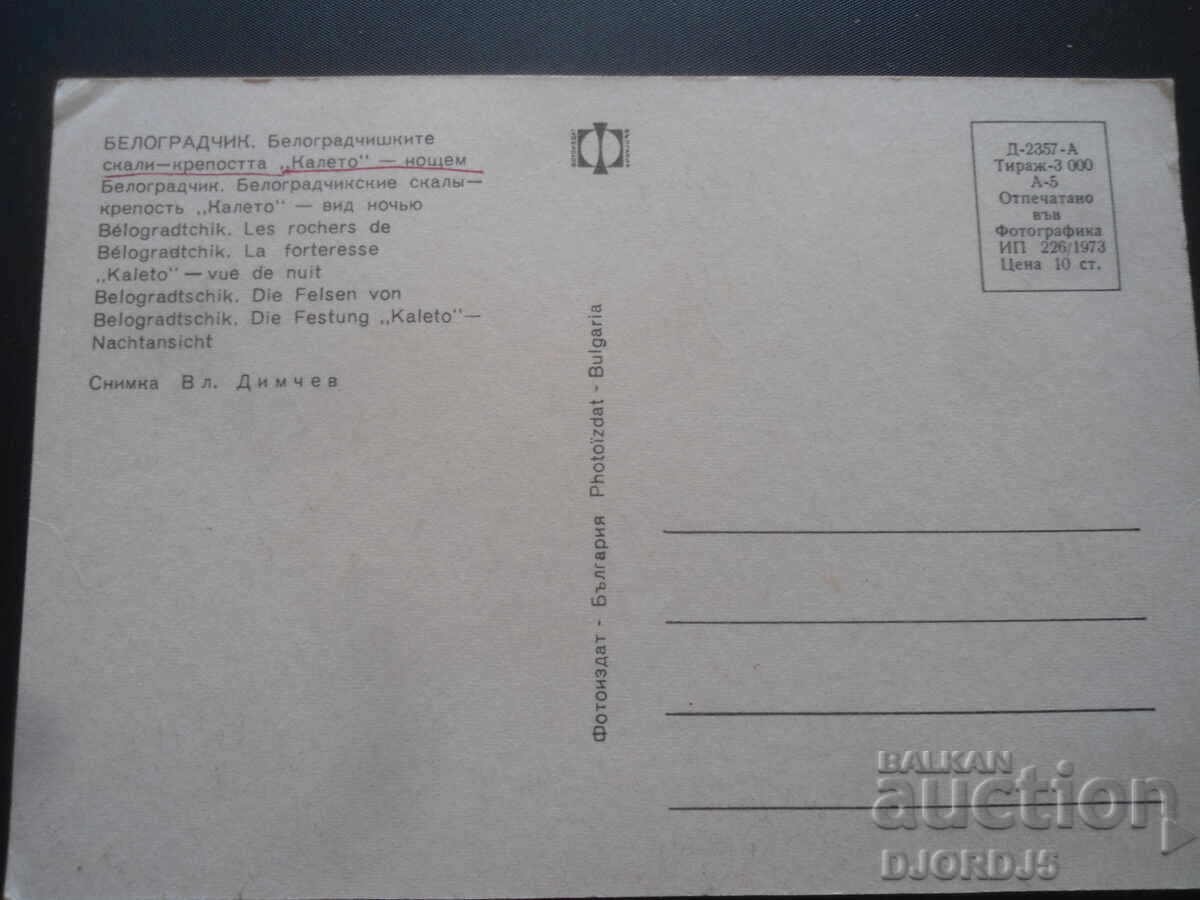 БЕЛОГРАДЧИК. Белоградчишките
скали—крепостта „Калето“ — нощем
Белоградчик. Белоградчикские скалы—
крепость „Калето“ — вид ночью
Bélogradtchik. Les rochers de
Bélogradtchik. La forteresse
„Kaleto“ — vue de nuit
Belogradtschik. Die Felsen von
Belogradtschik. Die Festung „Kaleto“—
Nachtansicht
Снимка Вл. Димчев
Фотоиздат - България Photoïzdat - Bulgaria
Д-2357-А
Тираж-3 000
А-5
Отпечатано
във
Фотографика
ИП 226/1973
Цена 10 ст.
BALKAN
auction
DJORDJ5